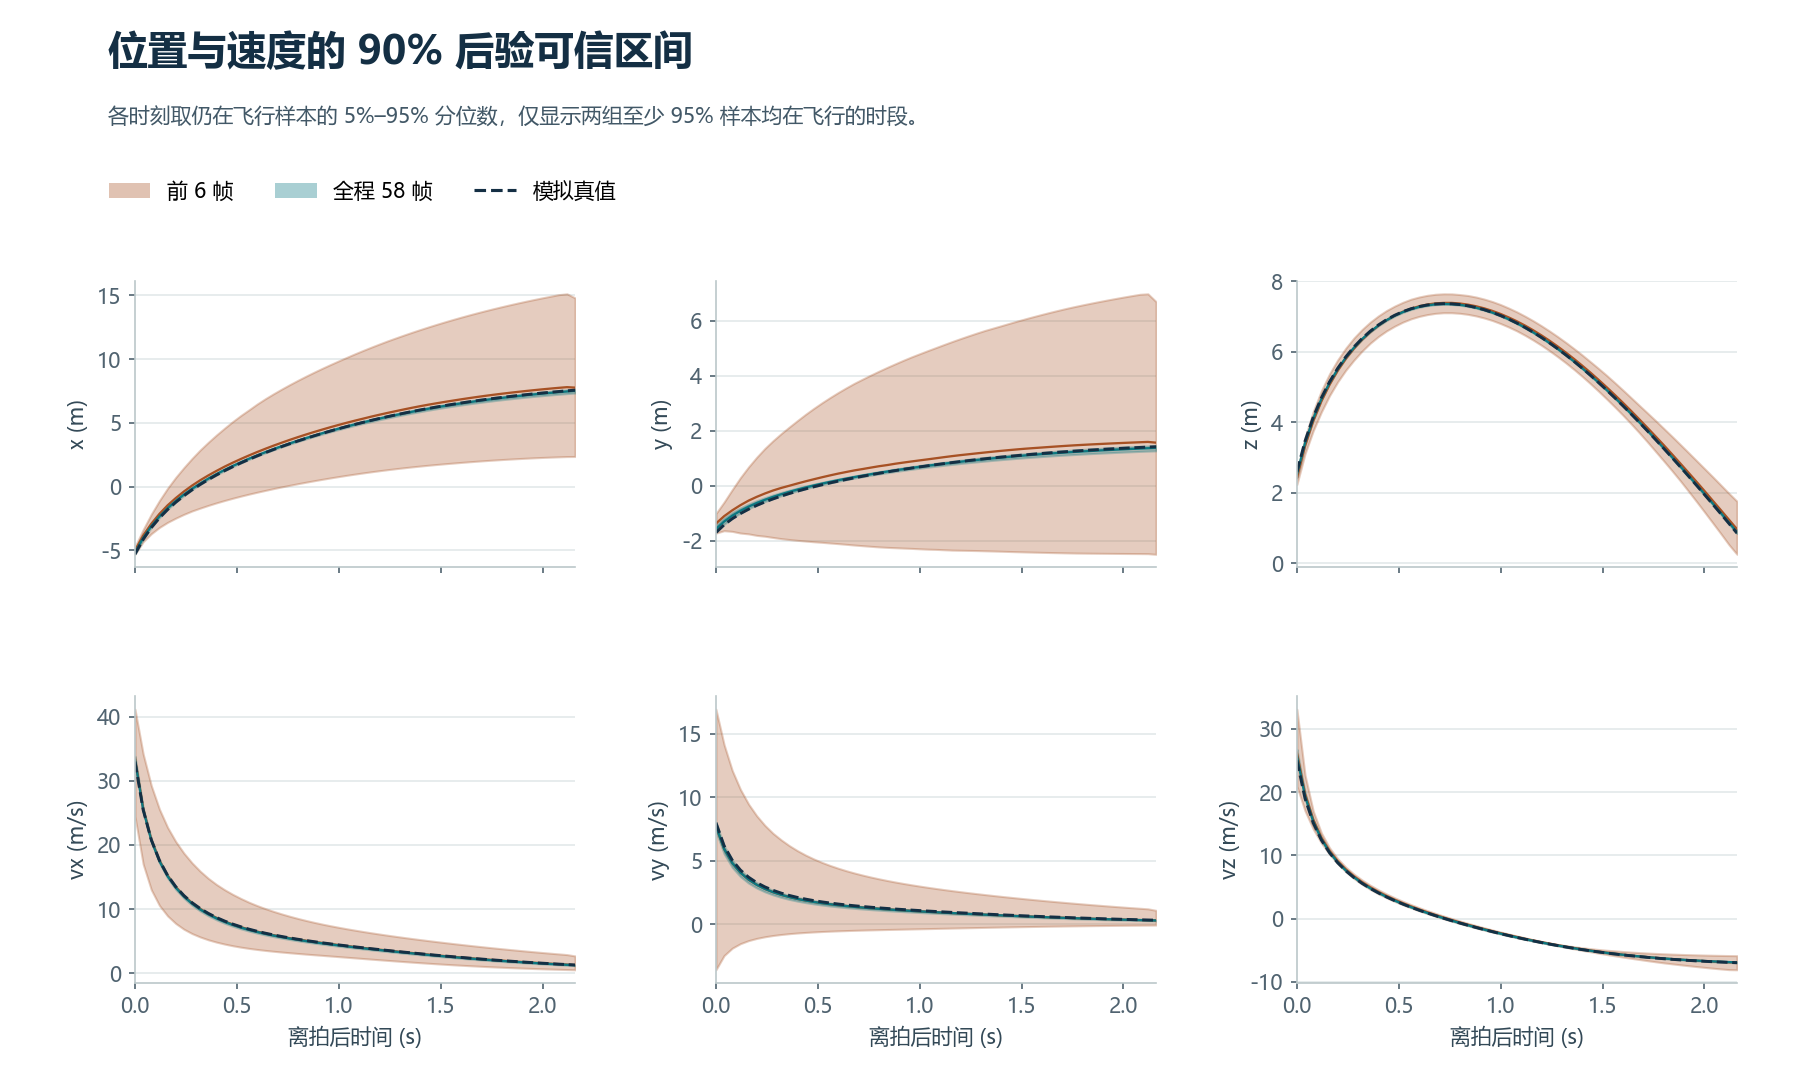 位置与速度的 90% 后验可信区间
各时刻取仍在飞行样本的 5%–95% 分位数，仅显示两组至少 95% 样本均在飞行的时段。
前 6 帧 全程 58 帧 模拟真值
x (m)
15
10
5
0
-5
y (m)
6
4
2
0
-2
z (m)
8
6
4
2
0
vx (m/s)
40
30
20
10
0
0.0 0.5 1.0 1.5 2.0
离拍后时间 (s)
vy (m/s)
15
10
5
0
0.0 0.5 1.0 1.5 2.0
离拍后时间 (s)
vz (m/s)
30
20
10
0
-10
0.0 0.5 1.0 1.5 2.0
离拍后时间 (s)